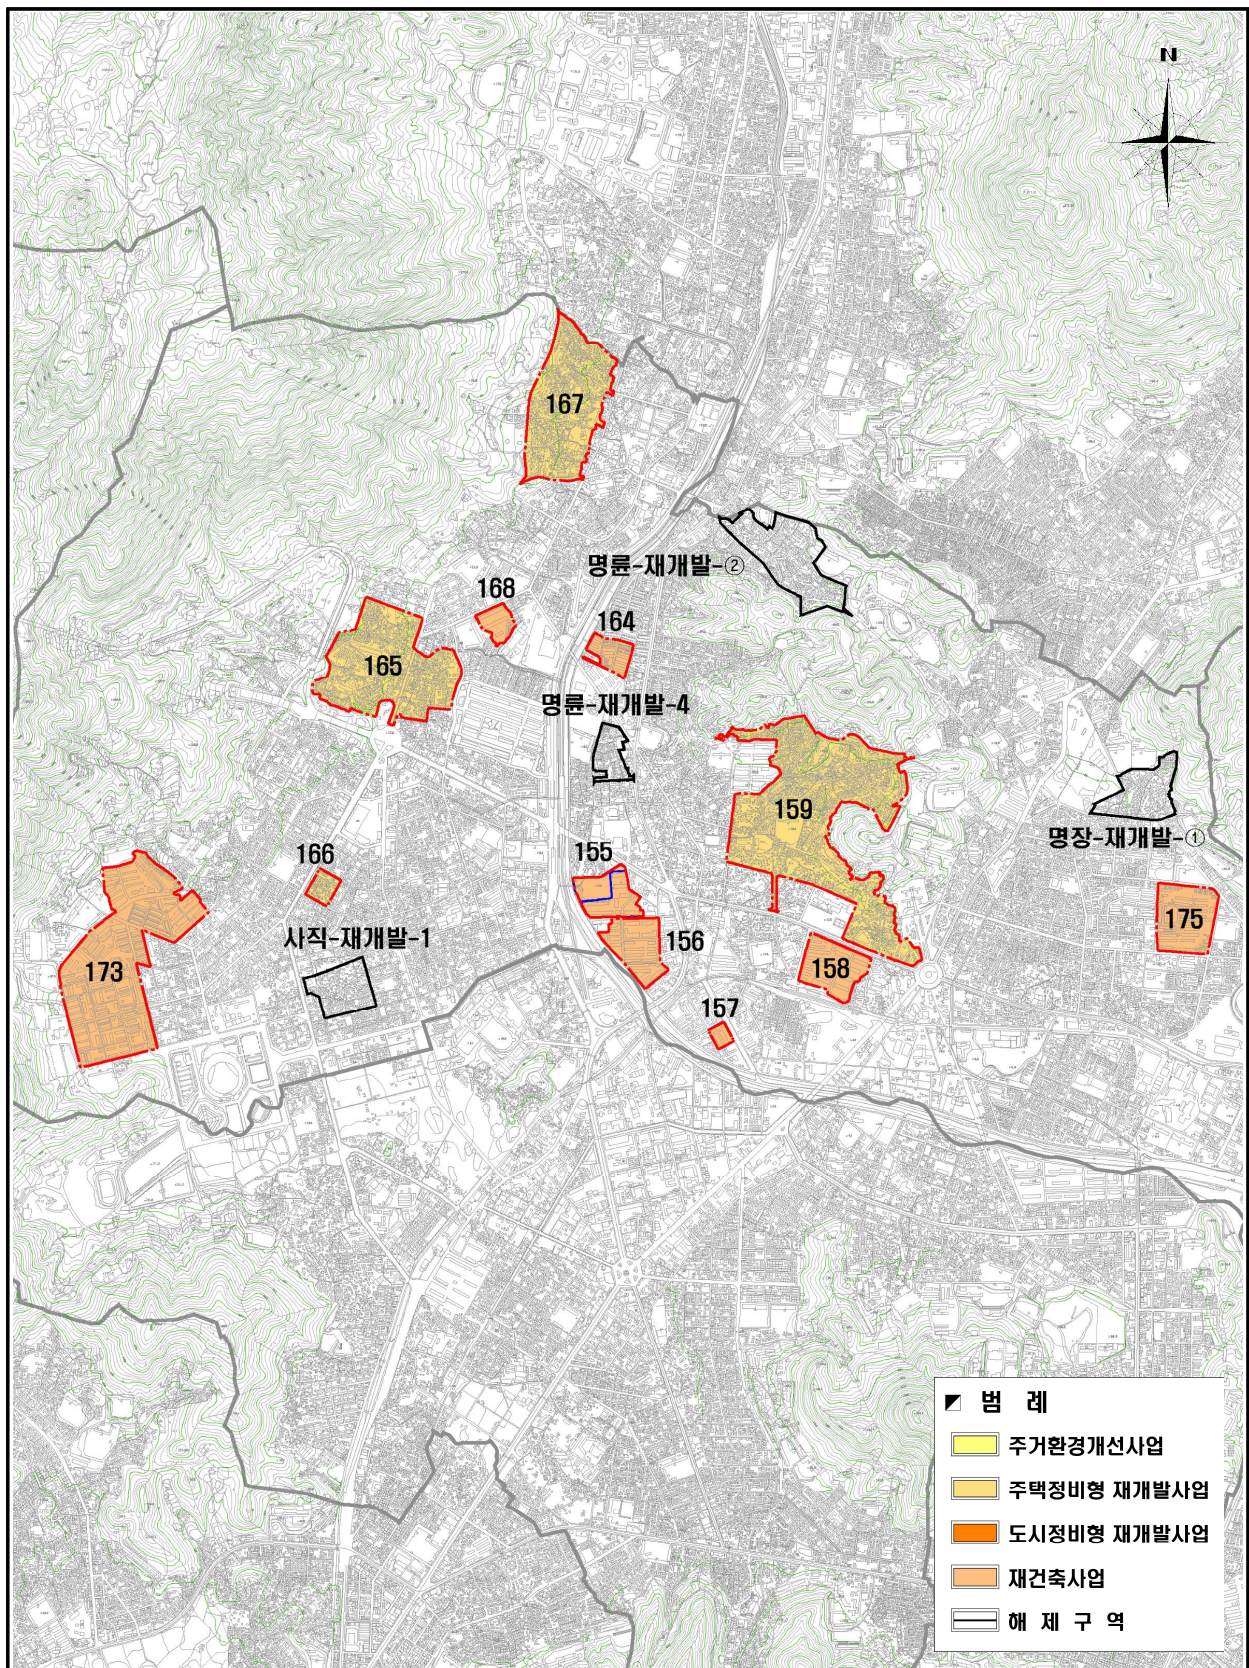 N
167
명륜-재개발-②
168
164
165
명륜-재개발-4
159
명장-재개발-①
155
166
175
사직-재개발-1
156
173
158
157
범 례
주거환경개선사업
주택정비형 재개발사업
도시정비형 재개발사업
재건축사업
해 제 구 역